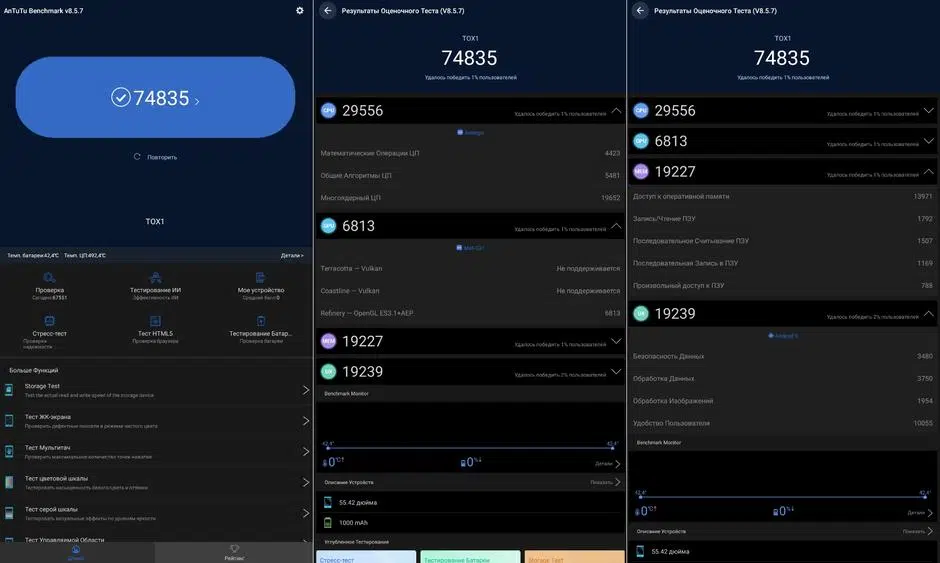 AnTuTu Benchmark v8.5.7
74835
Повторить
TOX1
Темп. батареи:42,4℃ Темп. ЦП:492,4℃
Детали >
Проверка
Сегодня 67551
Тестирование ИИ
Эффективность ИИ
Мое устройство
Средний балл:0
Стресс-тест
Проверка надежности
Тест HTML5
Проверка браузера
Тестирование Батар...
Проверка батареи
Больше Функций
Storage Test
Test the actual read and write speed of the storage device
Тест ЖК-экрана
Проверить дефектные пиксели в режиме чистого цвета
Тест Мультитач
Проверить максимальное количество точек нажатия
Тест цветовой шкалы
Тестировать насыщенность белого цвета и оттенки
Тест серой шкалы
Тестировать визуальные эффекты по уровням яркости
Тест Управляемой Области
Рейтинг
Результаты Оценочного Теста (V8.5.7)
TOX1
74835
Удалось победить 1% пользователей
CPU 29556
Удалось победить 1% пользователей
Amlogic
Математические Операции ЦП 4423
Общие Алгоритмы ЦП 5481
Многоядерный ЦП 19652
GPU 6813
Удалось победить 1% пользователей
Terracotta — Vulkan Не поддерживается
Coastline — Vulkan Не поддерживается
Refinery — OpenGL ES3.1+AEP 6813
MEM 19227
Удалось победить 1% пользователей
UX 19239
Удалось победить 2% пользователей
Benchmark Monitor
42,4° 42,4°
0℃ 0%
Детали
Описание Устройств
Показать
55.42 дюйма
1000 mAh
Углубленное Тестирование
Стресс-тест
Тестирование Батареи
Результаты Оценочного Теста (V8.5.7)
TOX1
74835
Удалось победить 1% пользователей
CPU 29556
Удалось победить 1% пользователей
GPU 6813
Удалось победить 1% пользователей
MEM 19227
Удалось победить 1% пользователей
Доступ к оперативной памяти 13971
Запись/Чтение ПЗУ 1792
Последовательное Считывание ПЗУ 1507
Последовательная Запись в ПЗУ 1169
Произвольный доступ к ПЗУ 788
UX 19239
Удалось победить 2% пользователей
Android 9
Безопасность Данных 3480
Обработка Данных 3750
Обработка Изображений 1954
Удобство Пользователя 10055
Benchmark Monitor
42,4° 42,4°
0℃ 0%
Детали
Описание Устройств
Показать
55.42 дюйма